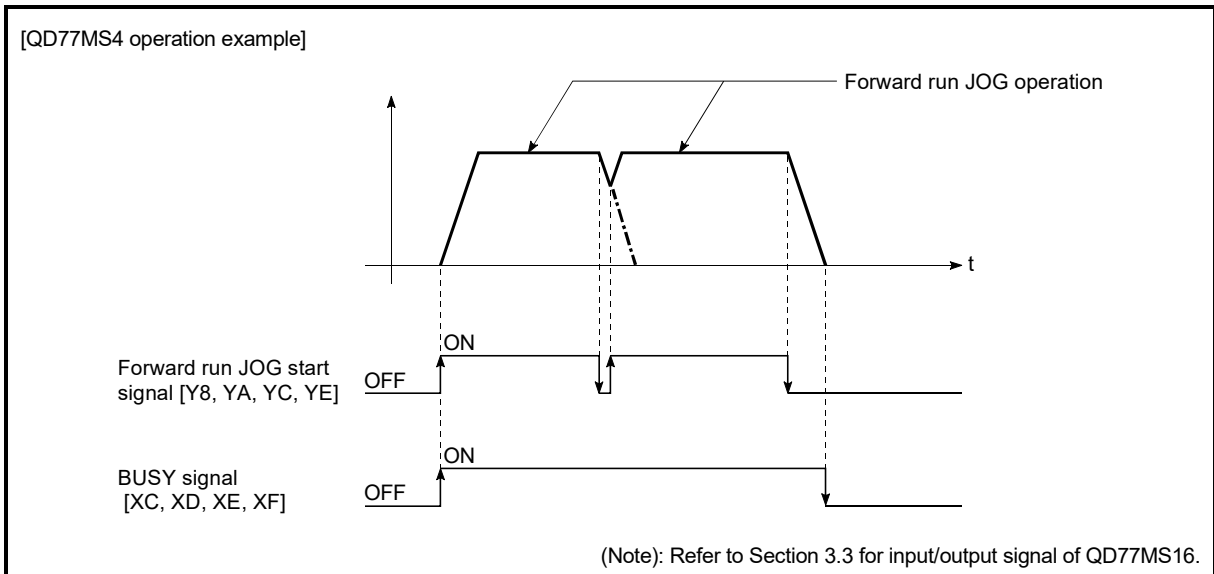 [QD77MS4 operation example]
Forward run JOG operation
t
ON
Forward run JOG start
signal [Y8, YA, YC, YE]
OFF
ON
BUSY signal
[XC, XD, XE, XF]
OFF
(Note): Refer to Section 3.3 for input/output signal of QD77MS16.